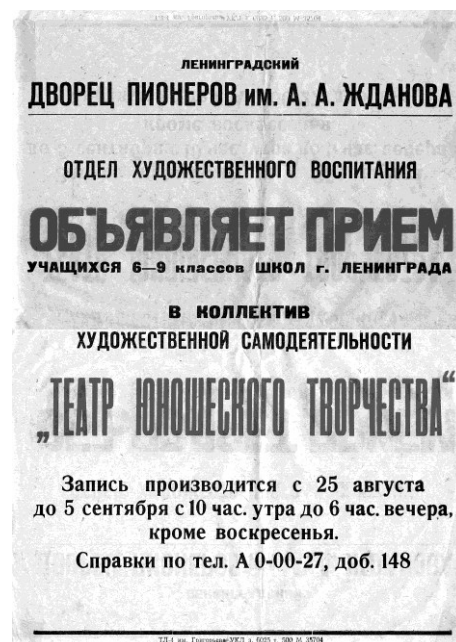 ЛЕНИНГРАДСКИЙ
ДВОРЕЦ ПИОНЕРОВ им. А. А. ЖДАНОВА
ОТДЕЛ ХУДОЖЕСТВЕННОГО ВОСПИТАНИЯ
ОБЪЯВЛЯЕТ ПРИЕМ
УЧАЩИХСЯ 6—9 классов ШКОЛ г. ЛЕНИНГРАДА
В КОЛЛЕКТИВ
ХУДОЖЕСТВЕННОЙ САМОДЕЯТЕЛЬНОСТИ
„ТЕАТР ЮНОШЕСКОГО ТВОРЧЕСТВА“
Запись производится с 25 августа
до 5 сентября с 10 час. утра до 6 час. вечера,
кроме воскресенья.
Справки по тел. А 0-00-27, доб. 148